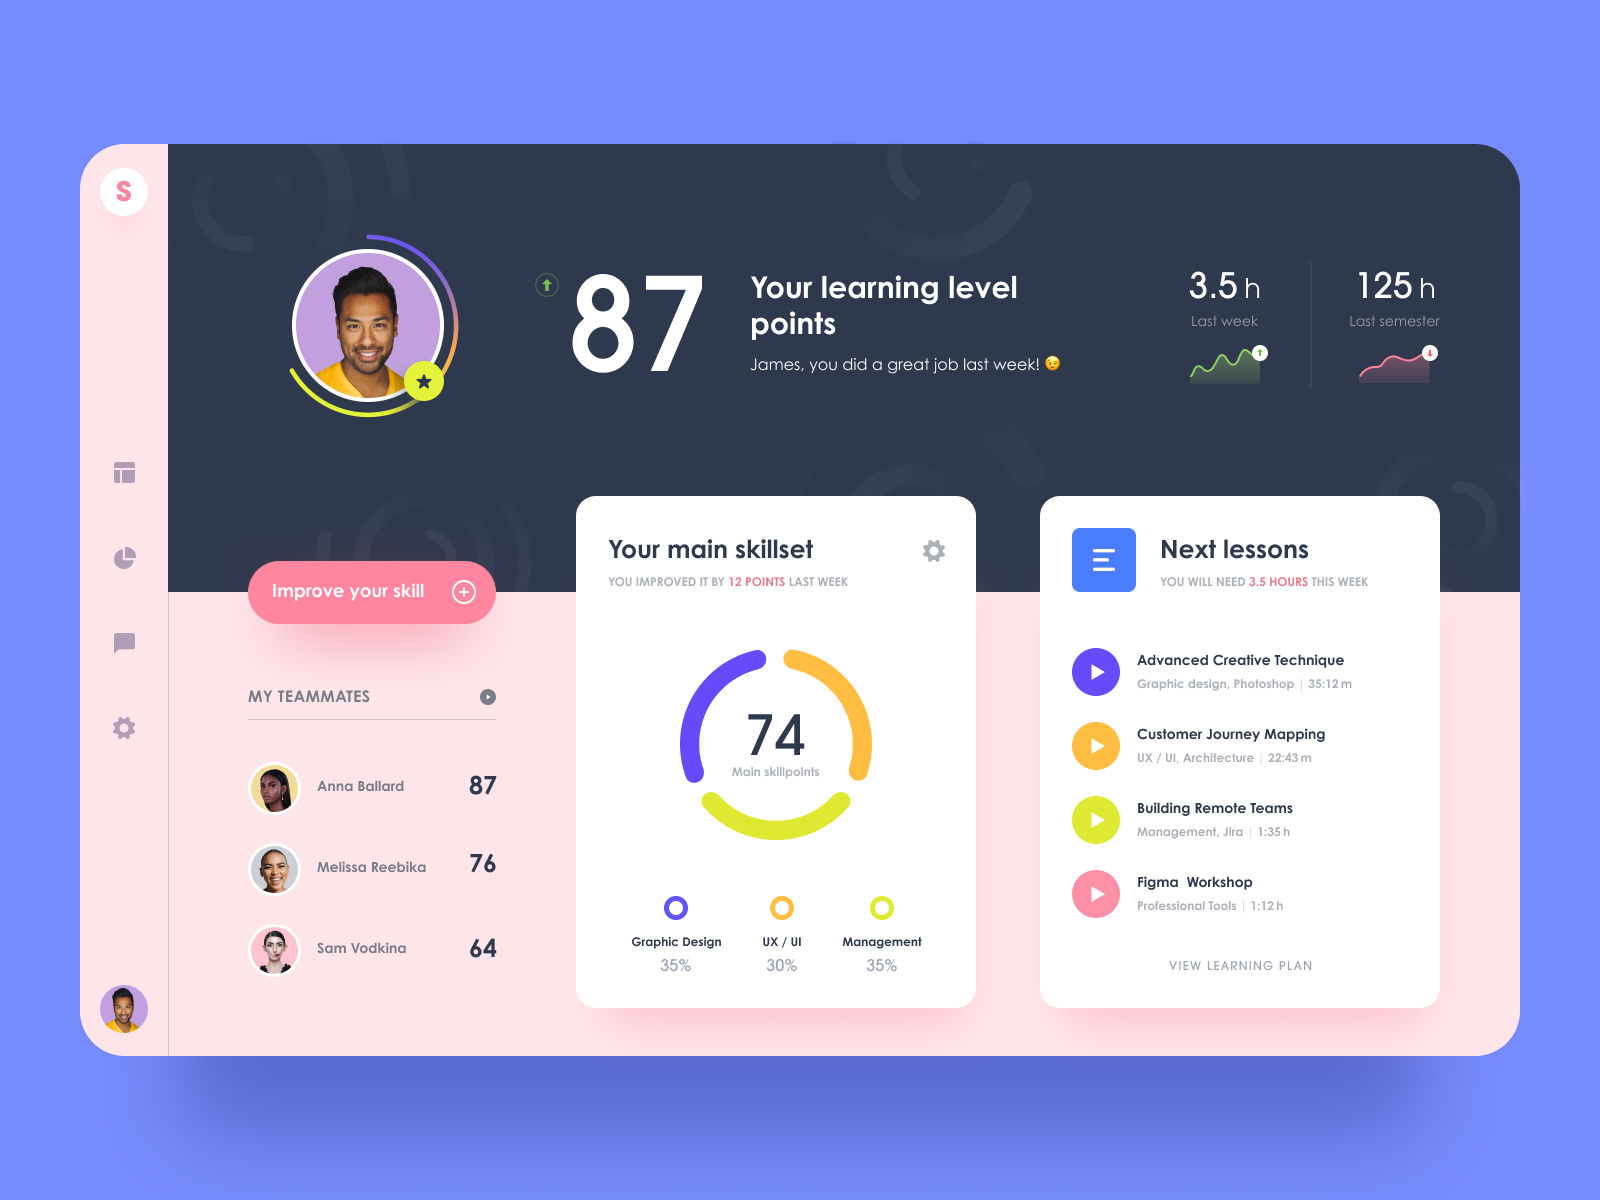 S
87
Your learning level
points
James, you did a great job last week! 😉
3.5 h
Last week
125 h
Last semester
Improve your skill
MY TEAMMATES
Anna Ballard 87
Melissa Reebika 76
Sam Vodkina 64
Your main skillset
YOU IMPROVED IT BY 12 POINTS LAST WEEK
74
Main skillpoints
Graphic Design
35%
UX / UI
30%
Management
35%
Next lessons
YOU WILL NEED 3.5 HOURS THIS WEEK
Advanced Creative Technique
Graphic design, Photoshop | 35:12 m
Customer Journey Mapping
UX / UI, Architecture | 22:43 m
Building Remote Teams
Management, Jira | 1:35 h
Figma Workshop
Professional Tools | 1:12 h
VIEW LEARNING PLAN